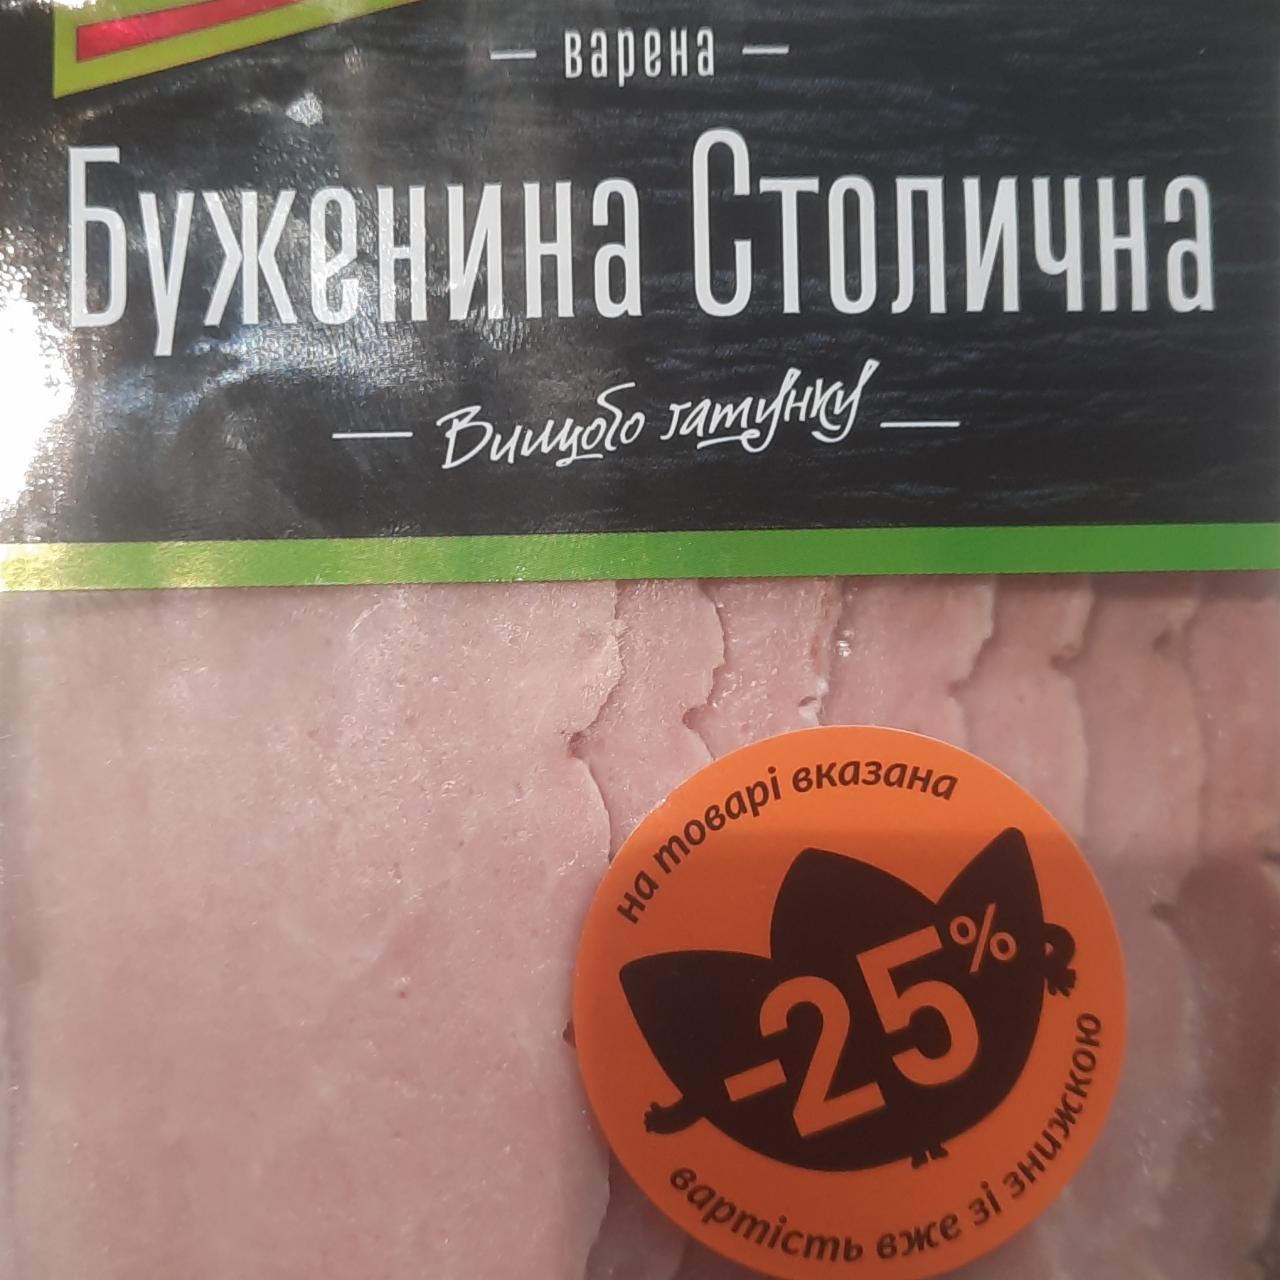 варена
Буженина Столична
Вищого гатунку
на товарі вказана
-25%
вартість вже зі знижкою